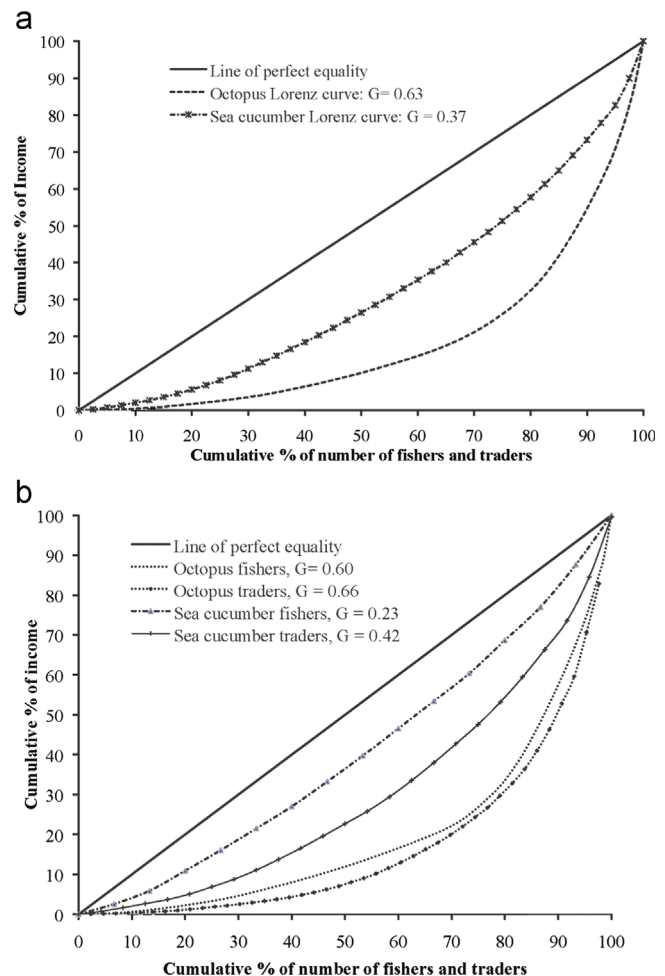 a
100
90
80
70
60
50
40
30
20
10
0
Cumulative % of Income
Line of perfect equality
Octopus Lorenz curve: G= 0.63
Sea cucumber Lorenz curve: G = 0.37
0 10 20 30 40 50 60 70 80 90 100
Cumulative % of number of fishers and traders
b
100
90
80
70
60
50
40
30
20
10
0
Cumulative % of income
Line of perfect equality
Octopus fishers, G= 0.60
Octopus traders, G = 0.66
Sea cucumber fishers, G = 0.23
Sea cucumber traders, G = 0.42
0 10 20 30 40 50 60 70 80 90 100
Cumulative % of number of fishers and traders